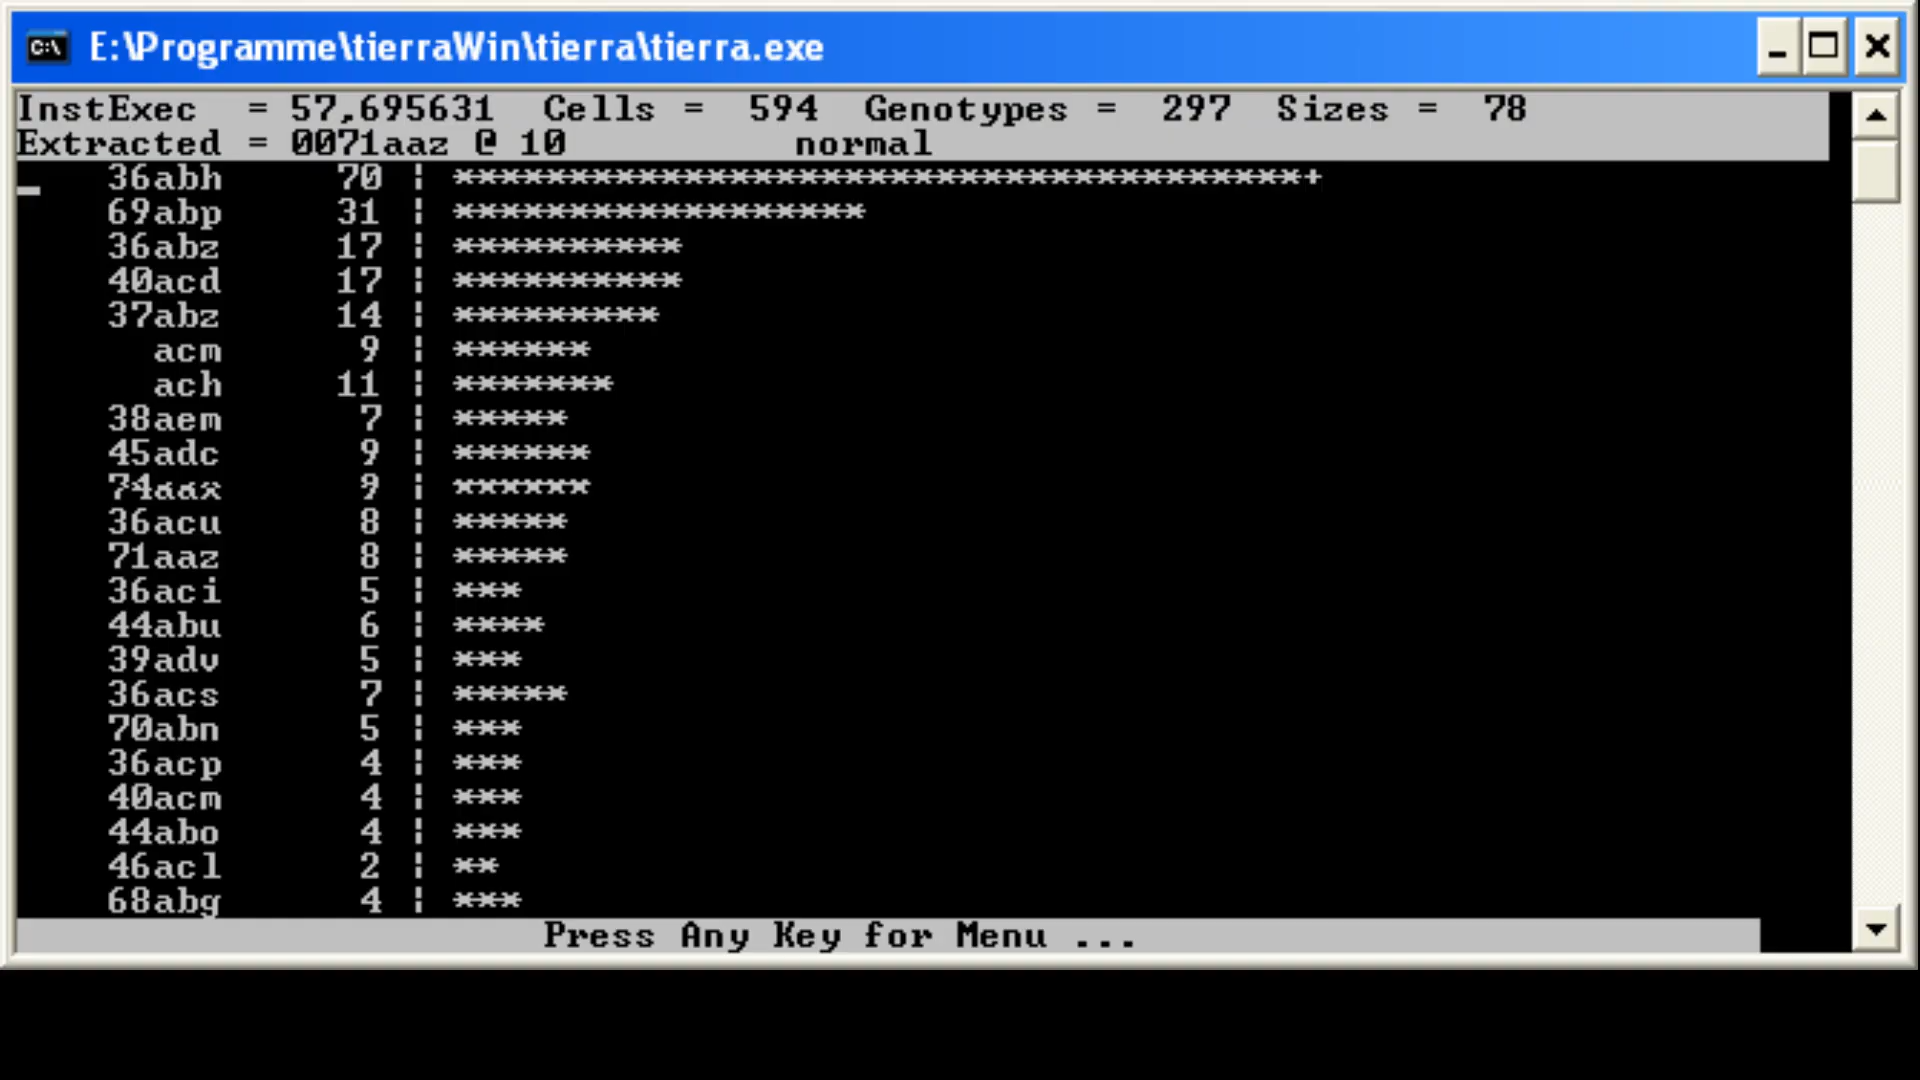 E:\Programme\tierraWin\tierra\tierra.exe
InstExec = 57,695631 Cells = 594 Genotypes = 297 Sizes = 78
Extracted = 0071aaz @ 10 normal
36abh 70 ¦ *************************************+
69abp 31 ¦ ******************
36abz 17 ¦ **********
40acd 17 ¦ **********
37abz 14 ¦ *********
acm 9 ¦ ******
ach 11 ¦ *******
38aem 7 ¦ *****
45adc 9 ¦ ******
74aax 9 ¦ ******
36acu 8 ¦ *****
71aaz 8 ¦ *****
36aci 5 ¦ ***
44abu 6 ¦ ****
39adv 5 ¦ ***
36acs 7 ¦ *****
70abn 5 ¦ ***
36acp 4 ¦ ***
40acm 4 ¦ ***
44abo 4 ¦ ***
46acl 2 ¦ **
68abg 4 ¦ ***
Press Any Key for Menu ...